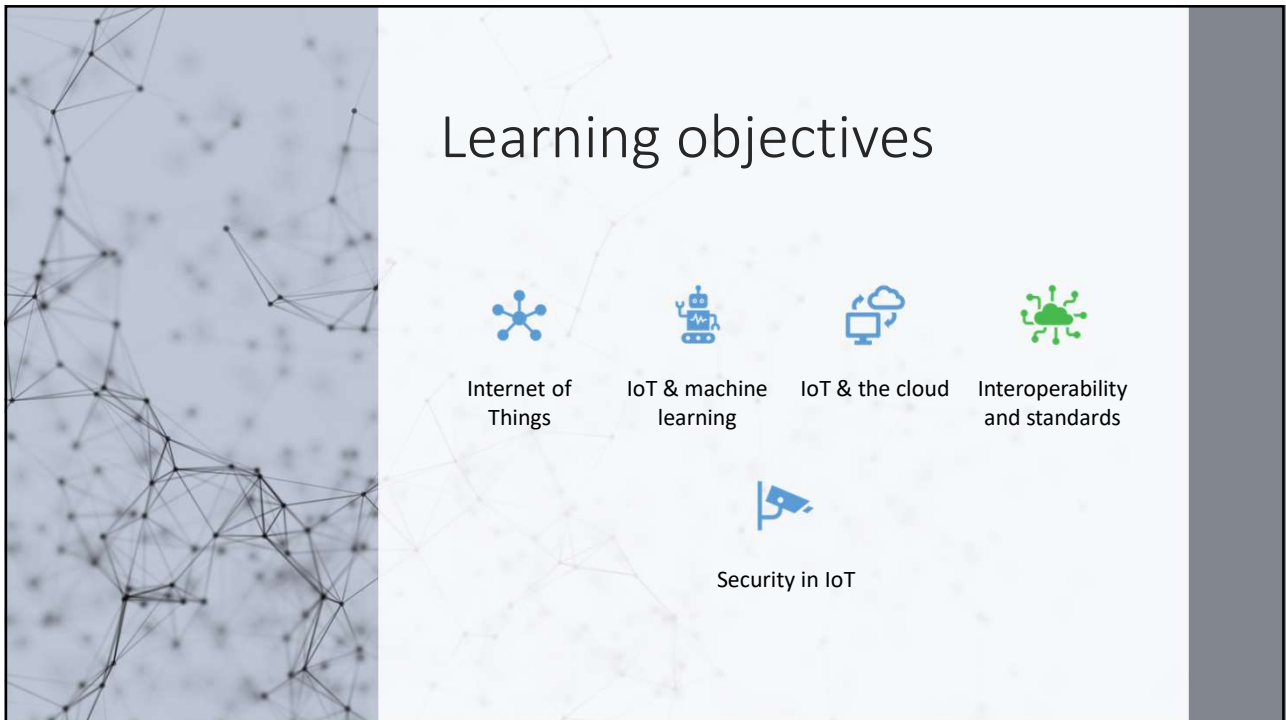 Learning objectives
Internet of
Things
IoT & machine
learning
IoT & the cloud
Interoperability
and standards
Security in IoT